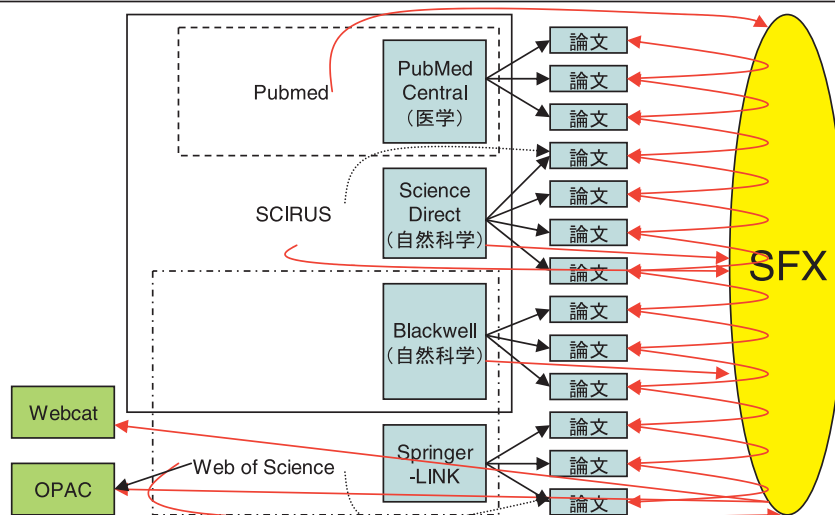 Pubmed
PubMed
Central
(医学)
論文
論文
論文
論文
SCIRUS
Science
Direct
(自然科学)
論文
論文
論文
SFX
Blackwell
(自然科学)
論文
論文
論文
Webcat
OPAC
Web of Science
Springer
-LINK
論文
論文
論文